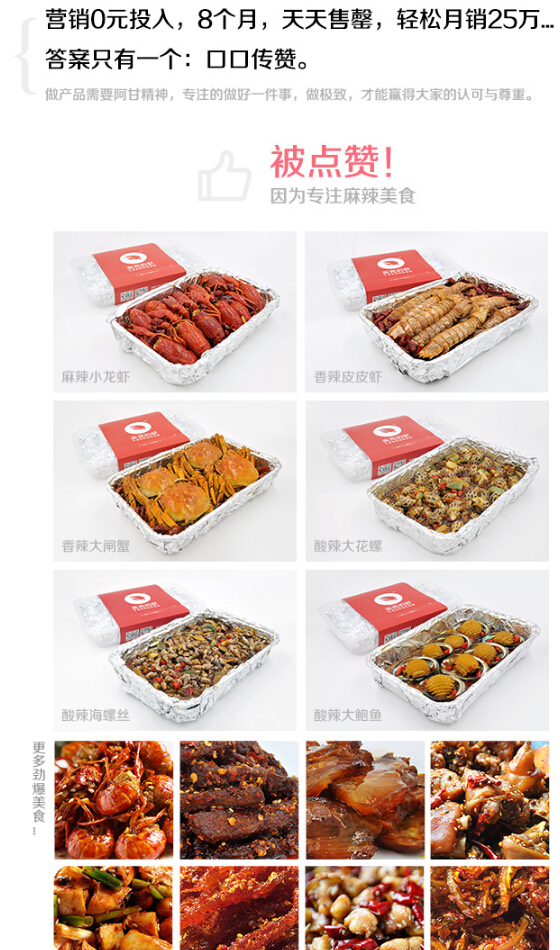 营销0元投入，8个月，天天售罄，轻松月销25万...
答案只有一个：口口传赞。
做产品需要阿甘精神，专注的做好一件事，做极致，才能赢得大家的认可与尊重。
被点赞！
因为专注麻辣美食
麻辣小龙虾
香辣皮皮虾
香辣大闸蟹
酸辣大花螺
酸辣海螺丝
酸辣大鲍鱼
更多劲爆美食...